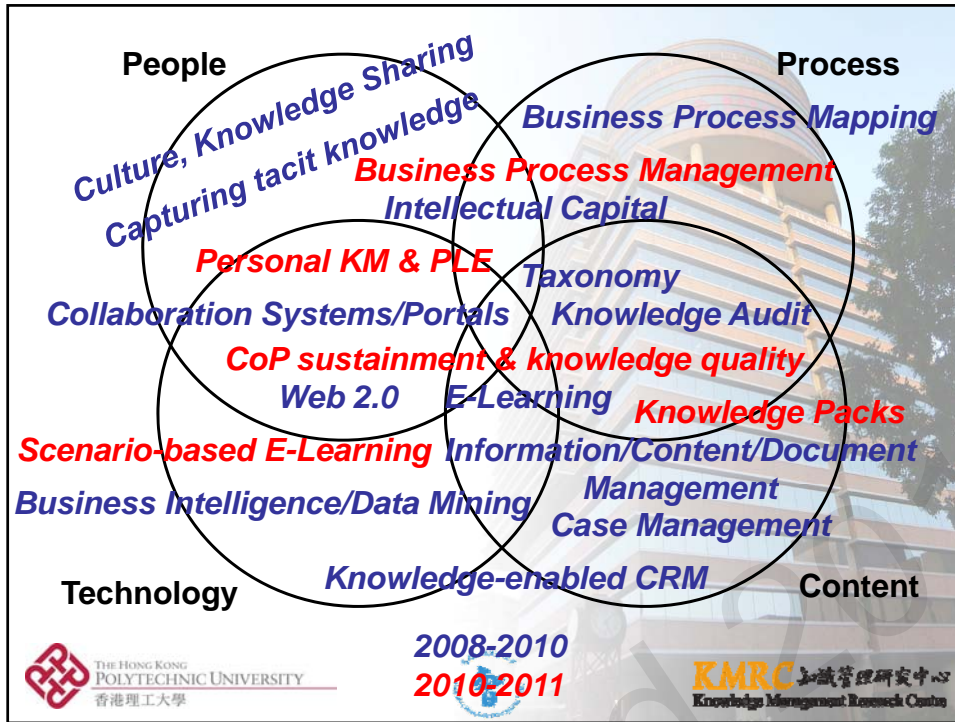 People
Process
Culture, Knowledge Sharing
Capturing tacit knowledge
Business Process Mapping
Business Process Management
Intellectual Capital
Personal KM & PLE
Taxonomy
Collaboration Systems/Portals
Knowledge Audit
CoP sustainment & knowledge quality
Web 2.0
E-Learning
Knowledge Packs
Scenario-based E-Learning
Information/Content/Document
Management
Business Intelligence/Data Mining
Case Management
Knowledge-enabled CRM
Technology
Content
2008-2010
2010-2011
THE HONG KONG
POLYTECHNIC UNIVERSITY
香港理工大學
KMRC 知識管理研究中心
Knowledge Management Research Centre